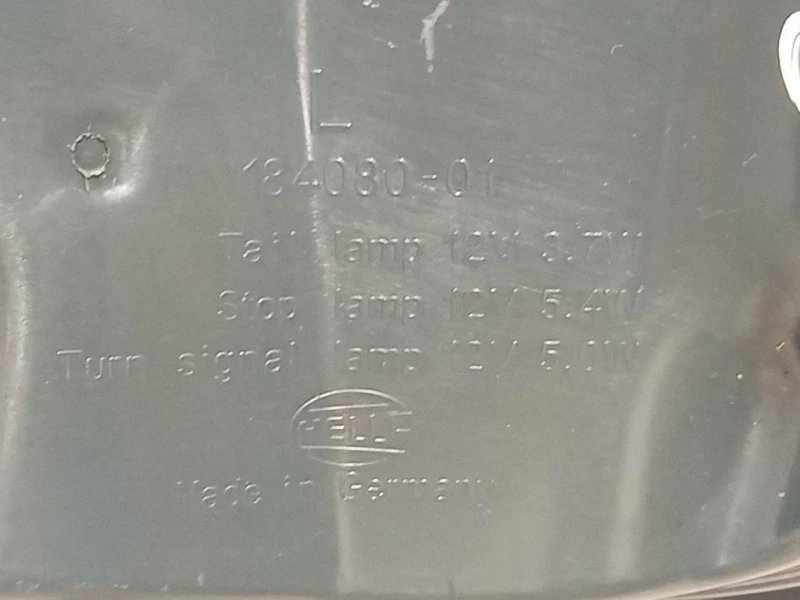 L
184080-01
Tail lamp 12V 3.7W
Stop lamp 12V 5.4W
Turn signal lamp 12V 5.0W
HELLA
Made in Germany